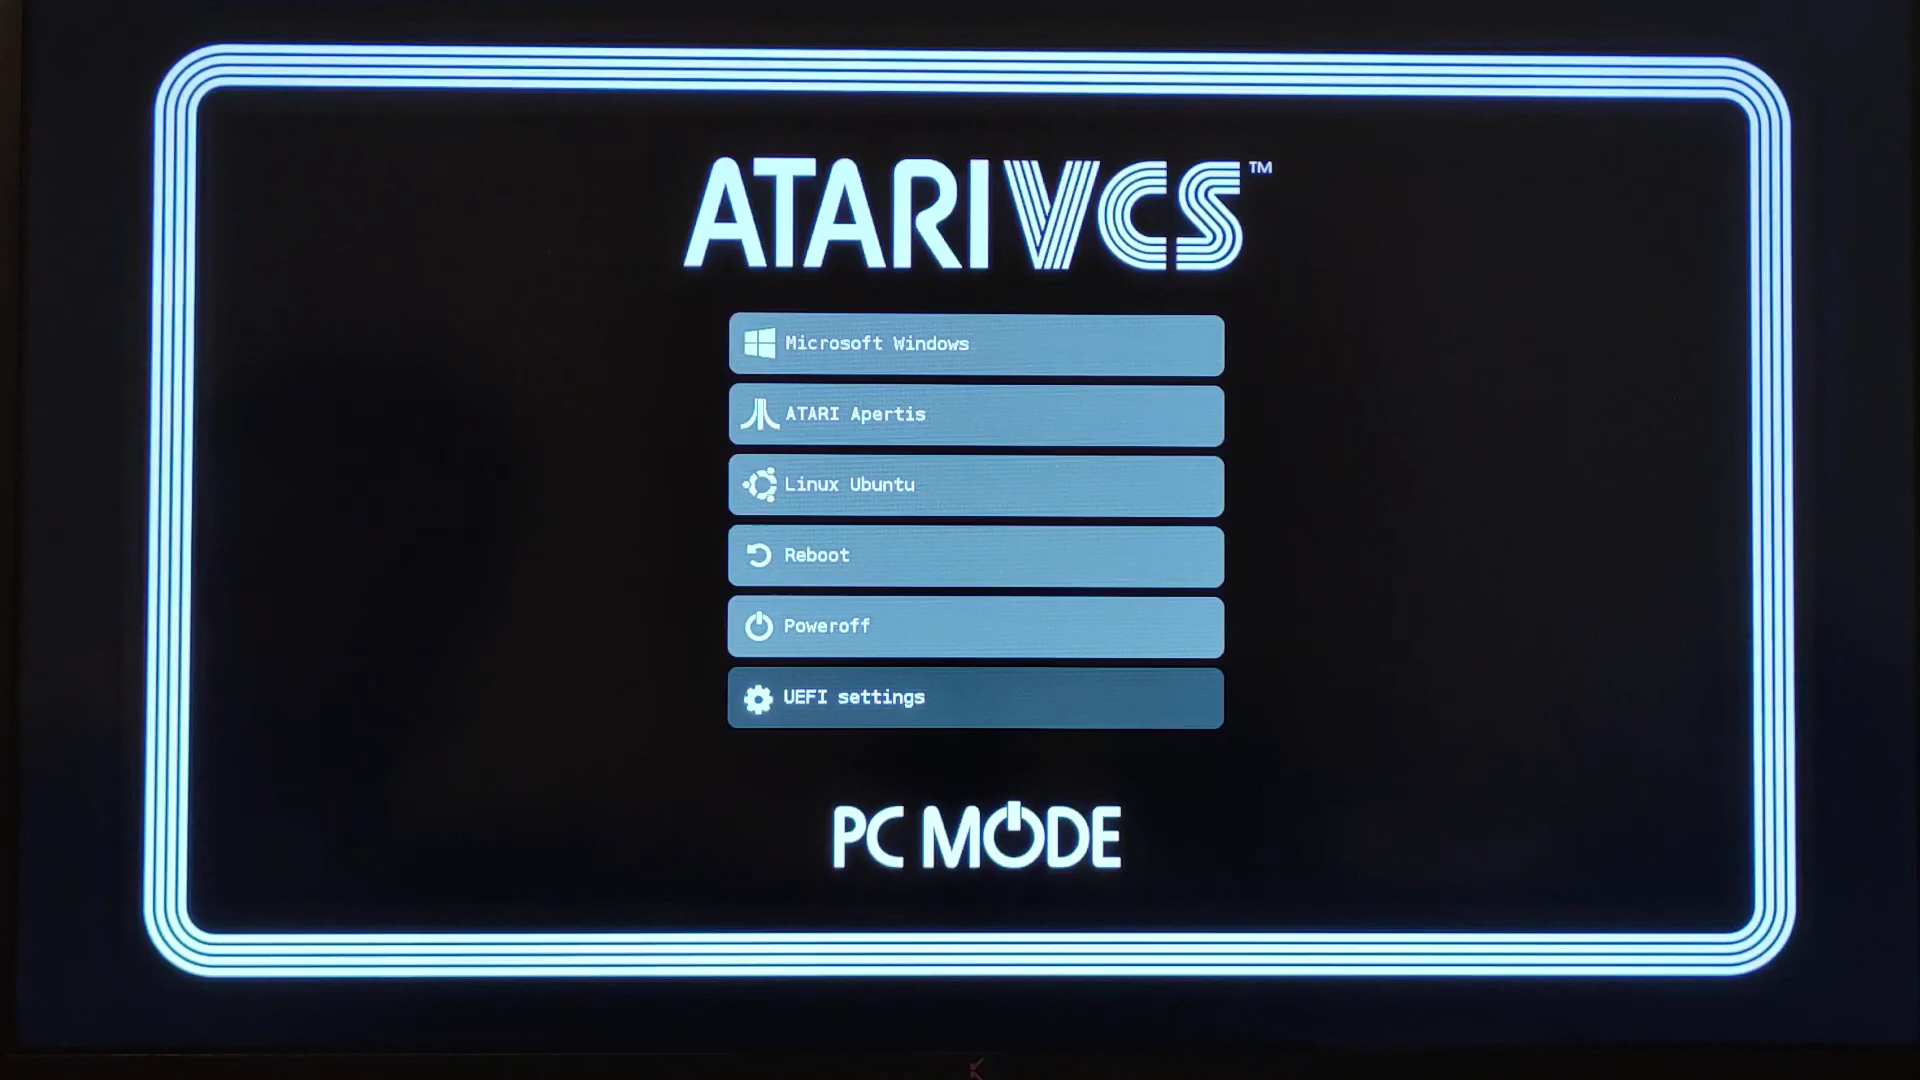 ATARI VCS™
Microsoft Windows
ATARI Apertis
Linux Ubuntu
Reboot
Poweroff
UEFI settings
PC MODE